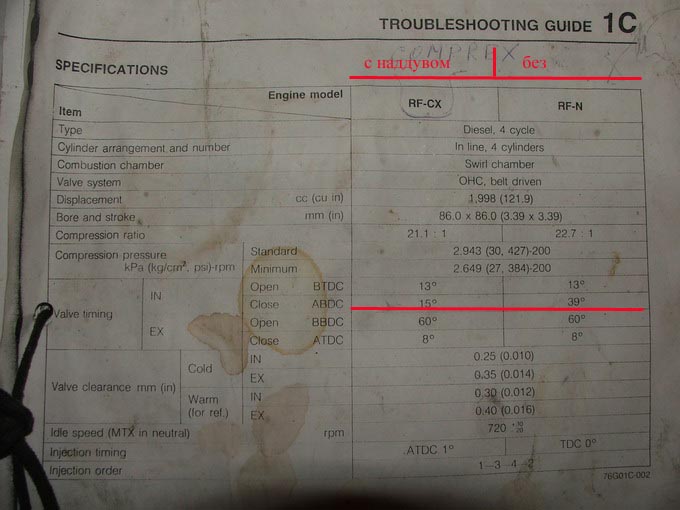 TROUBLESHOOTING GUIDE 1C
COMPREX
с наддувом без
SPECIFICATIONS
Engine model
Item RF-CX RF-N
Type Diesel, 4 cycle
Cylinder arrangement and number In line, 4 cylinders
Combustion chamber Swirl chamber
Valve system OHC, belt driven
Displacement cc (cu in) 1,998 (121.9)
Bore and stroke mm (in) 86.0 x 86.0 (3.39 x 3.39)
Compression ratio 21.1 : 1 22.7 : 1
Compression pressure Standard 2.943 (30, 427)-200
kPa (kg/cm², psi)-rpm Minimum 2.649 (27, 384)-200
Valve timing IN Open BTDC 13° 13°
Close ABDC 15° 39°
EX Open BBDC 60° 60°
Close ATDC 8° 8°
Valve clearance mm (in) Cold IN 0.25 (0.010)
EX 0.35 (0.014)
Warm (for ref.) IN 0.30 (0.012)
EX 0.40 (0.016)
Idle speed (MTX in neutral) rpm 720
Injection timing ATDC 1° TDC 0°
Injection order 1—3—4—2
76G01C-002